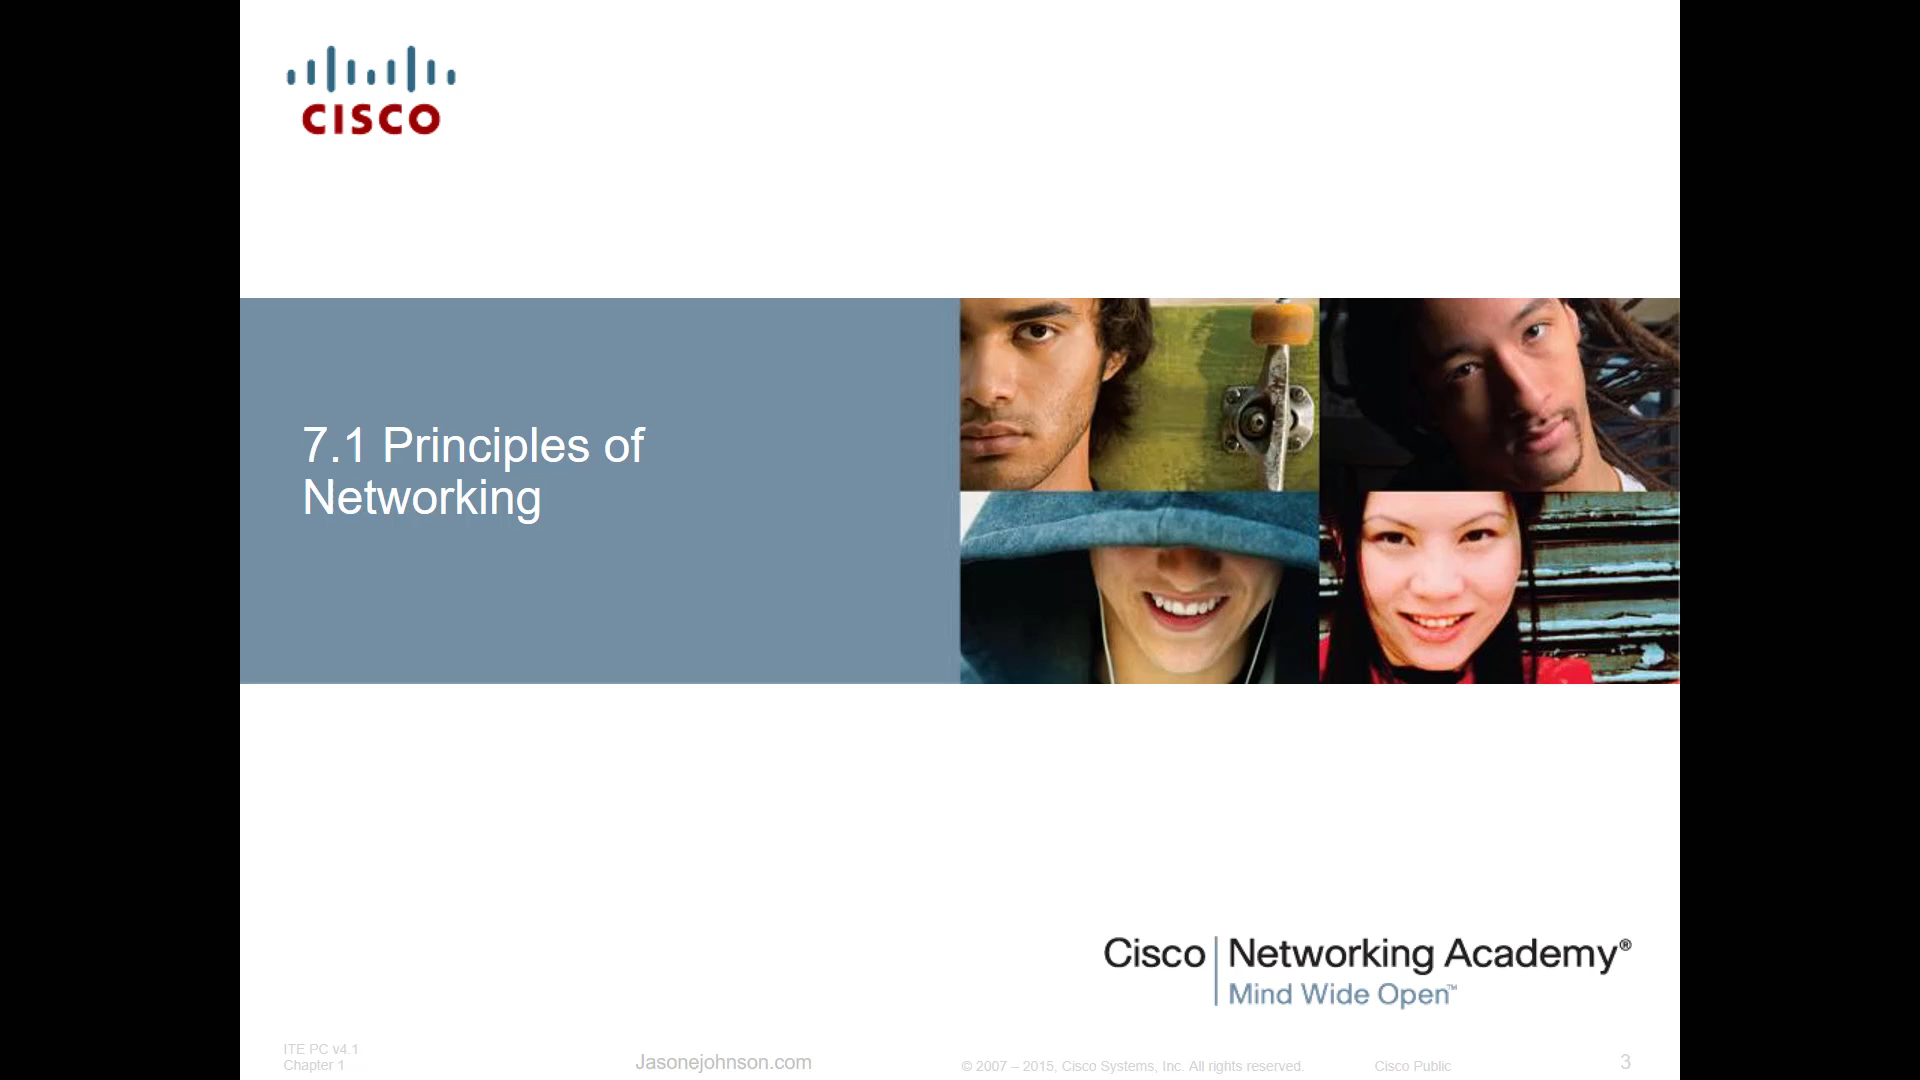 CISCO
7.1 Principles of
Networking
Cisco Networking Academy®
Mind Wide Open™
ITE PC v4.1
Chapter 1
Jasonejohnson.com
© 2007 – 2015, Cisco Systems, Inc. All rights reserved.
Cisco Public
3